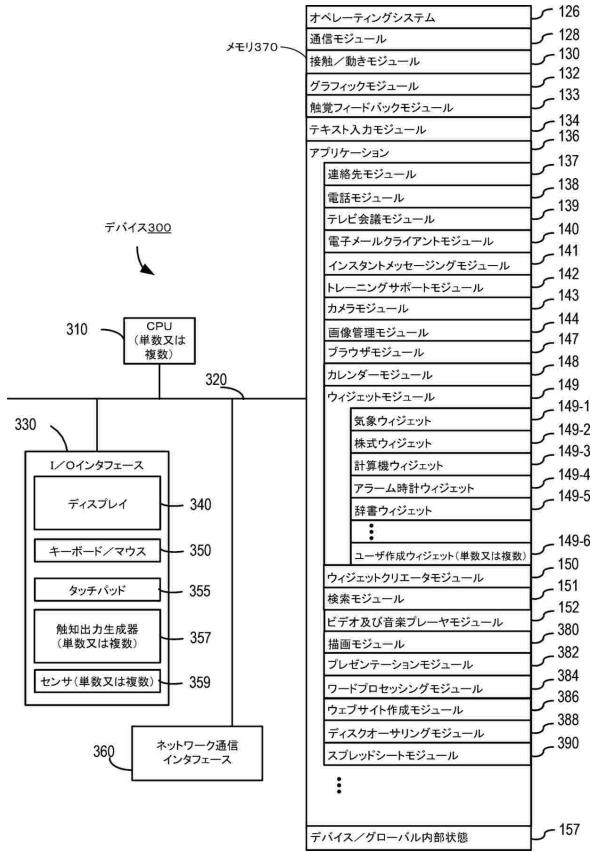 デバイス300
310
CPU
(単数又は
複数)
320
330
I/Oインタフェース
ディスプレイ
340
キーボード/マウス
350
タッチパッド
355
触知出力生成器
(単数又は複数)
357
センサ(単数又は複数)
359
360
ネットワーク通信
インタフェース
メモリ370
オペレーティングシステム
126
通信モジュール
128
接触/動きモジュール
130
グラフィックモジュール
132
触覚フィードバックモジュール
133
テキスト入力モジュール
134
アプリケーション
136
連絡先モジュール
137
電話モジュール
138
テレビ会議モジュール
139
電子メールクライアントモジュール
140
インスタントメッセージングモジュール
141
トレーニングサポートモジュール
142
カメラモジュール
143
画像管理モジュール
144
ブラウザモジュール
147
カレンダーモジュール
148
ウィジェットモジュール
149
気象ウィジェット
149-1
株式ウィジェット
149-2
計算機ウィジェット
149-3
アラーム時計ウィジェット
149-4
辞書ウィジェット
149-5
ユーザ作成ウィジェット(単数又は複数)
149-6
ウィジェットクリエータモジュール
150
検索モジュール
151
ビデオ及び音楽プレーヤモジュール
152
描画モジュール
380
プレゼンテーションモジュール
382
ワードプロセッシングモジュール
384
ウェブサイト作成モジュール
386
ディスクオーサリングモジュール
388
スプレッドシートモジュール
390
デバイス/グローバル内部状態
157